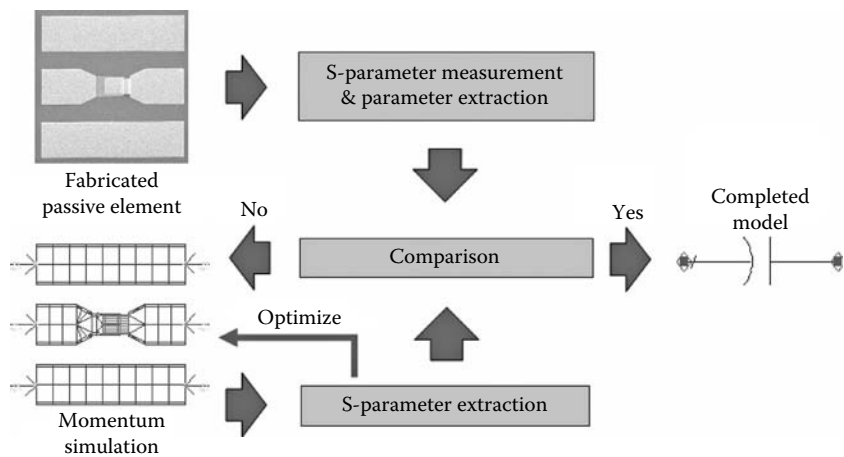 S-parameter measurement
& parameter extraction
Fabricated
passive element
No
Yes
Completed
model
Comparison
Optimize
S-parameter extraction
Momentum
simulation